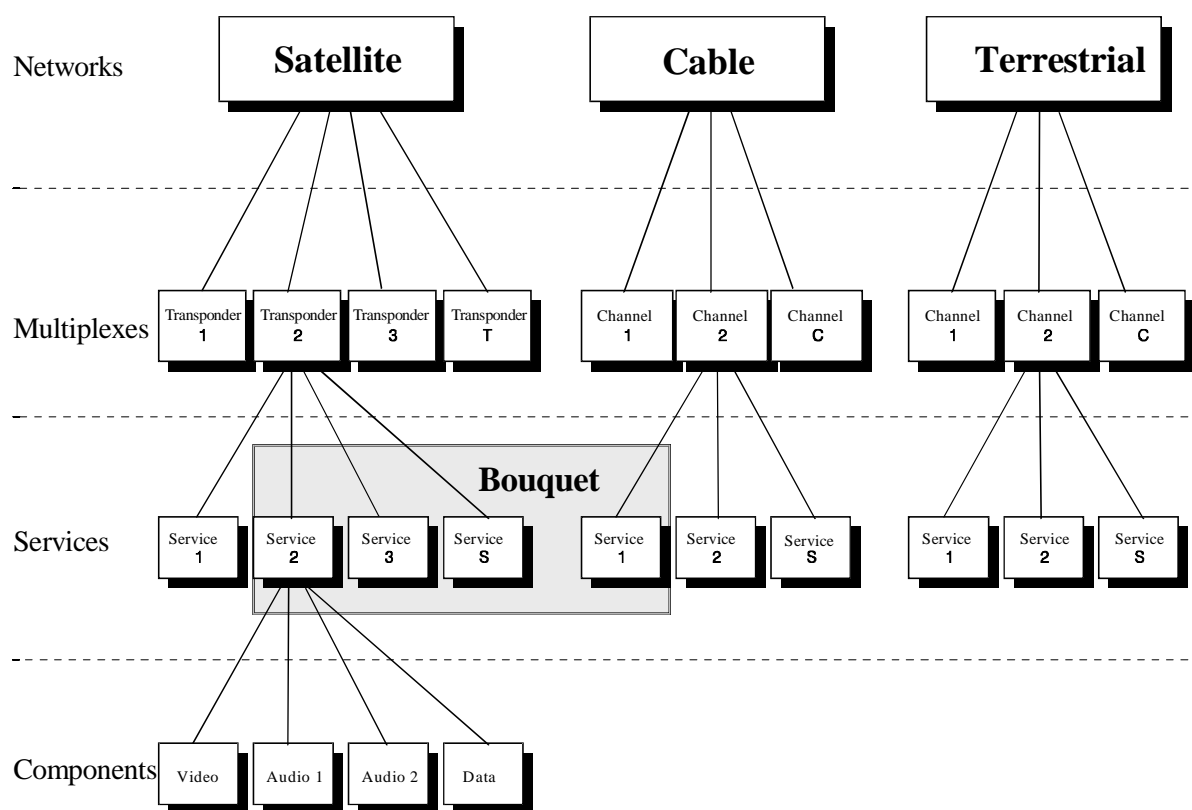 Networks
Satellite
Cable
Terrestrial
Multiplexes
Transponder
1
Transponder
2
Transponder
3
Transponder
T
Channel
1
Channel
2
Channel
C
Channel
1
Channel
2
Channel
C
Bouquet
Services
Service
1
Service
2
Service
3
Service
S
Service
1
Service
2
Service
S
Service
1
Service
2
Service
S
Components
Video
Audio 1
Audio 2
Data